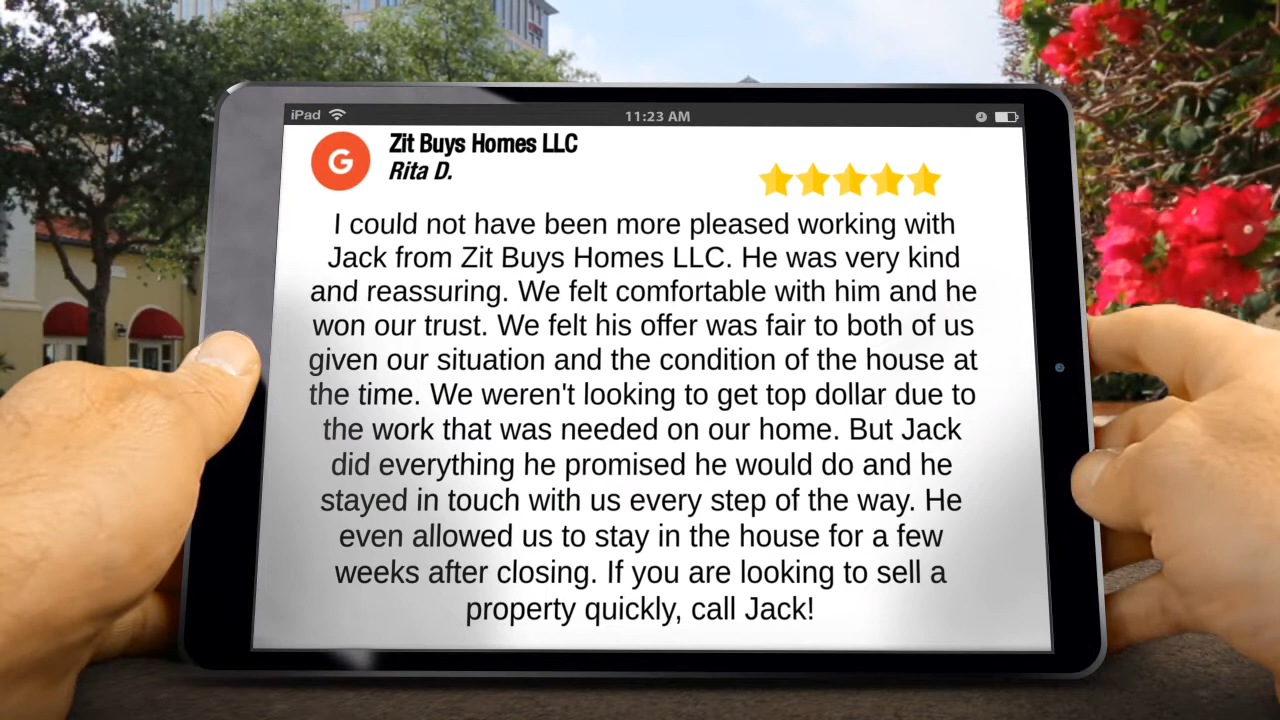 iPad 11:23 AM
G
Zit Buys Homes LLC
Rita D.
I could not have been more pleased working with
Jack from Zit Buys Homes LLC. He was very kind
and reassuring. We felt comfortable with him and he
won our trust. We felt his offer was fair to both of us
given our situation and the condition of the house at
the time. We weren't looking to get top dollar due to
the work that was needed on our home. But Jack
did everything he promised he would do and he
stayed in touch with us every step of the way. He
even allowed us to stay in the house for a few
weeks after closing. If you are looking to sell a
property quickly, call Jack!